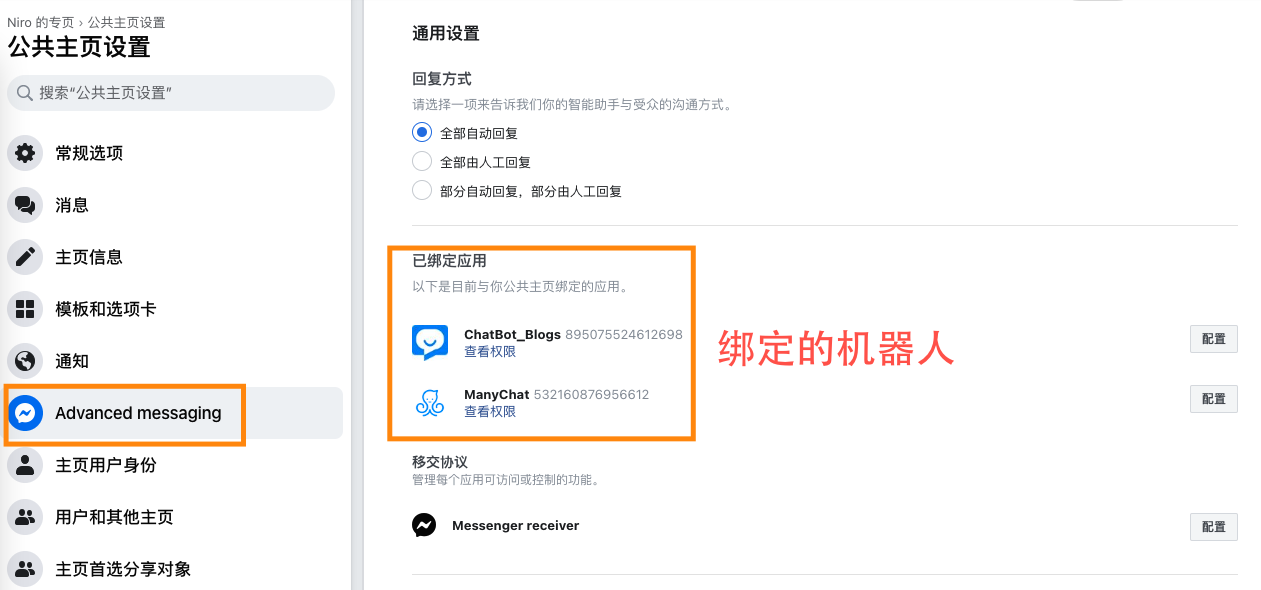 Niro 的专页 › 公共主页设置
公共主页设置
搜索“公共主页设置”
常规选项
消息
主页信息
模板和选项卡
通知
Advanced messaging
主页用户身份
用户和其他主页
主页首选分享对象
通用设置
回复方式
请选择一项来告诉我们你的智能助手与受众的沟通方式。
全部自动回复
全部由人工回复
部分自动回复，部分由人工回复
已绑定应用
以下是目前与你公共主页绑定的应用。
ChatBot_Blogs 895075524612698
查看权限
配置
ManyChat 532160876956612
查看权限
配置
绑定的机器人
移交协议
管理每个应用可访问或控制的功能。
Messenger receiver
配置